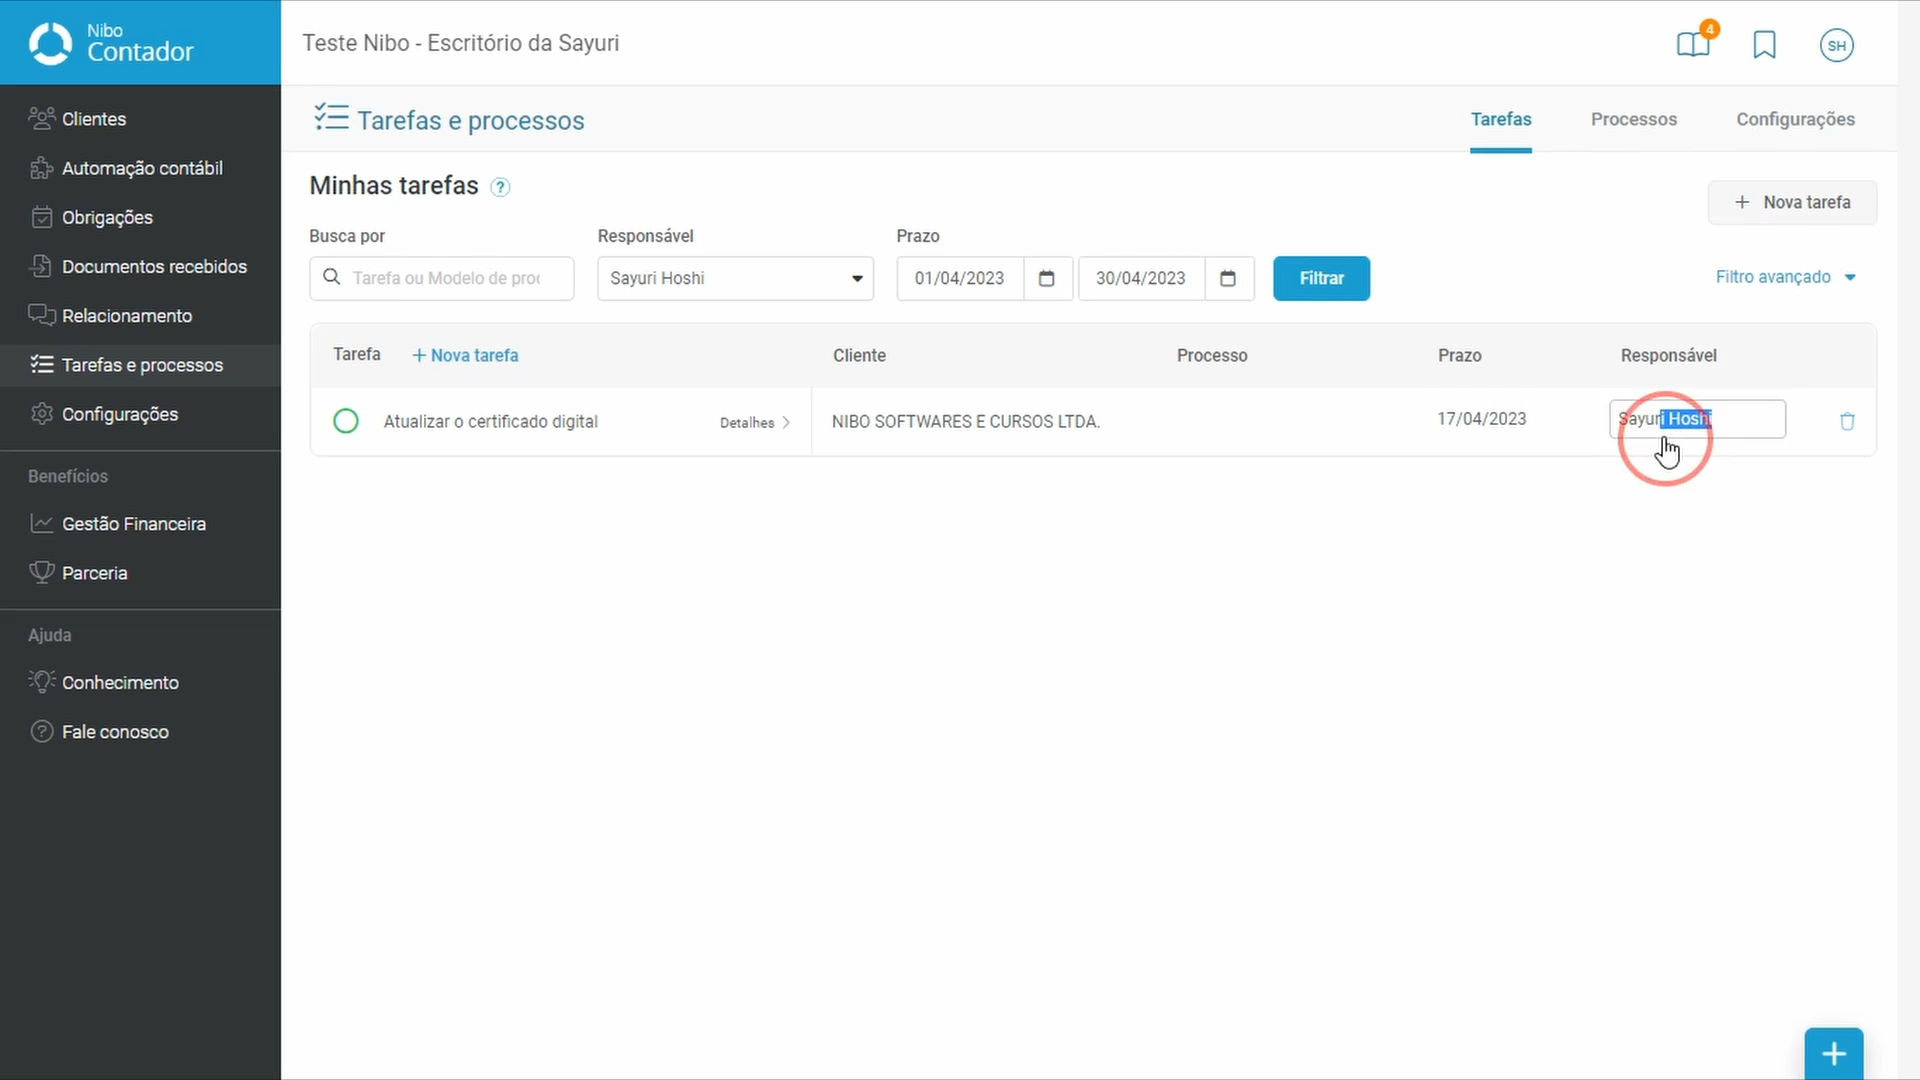 Nibo
Contador
Teste Nibo - Escritório da Sayuri
4
SH
Clientes
Automação contábil
Obrigações
Documentos recebidos
Relacionamento
Tarefas e processos
Configurações
Benefícios
Gestão Financeira
Parceria
Ajuda
Conhecimento
Fale conosco
Tarefas e processos
Tarefas Processos Configurações
Minhas tarefas ?
+ Nova tarefa
Busca por Responsável Prazo
Tarefa ou Modelo de proc Sayuri Hoshi 01/04/2023 30/04/2023 Filtrar Filtro avançado
Tarefa + Nova tarefa Cliente Processo Prazo Responsável
Atualizar o certificado digital Detalhes > NIBO SOFTWARES E CURSOS LTDA. 17/04/2023 Sayuri Hoshi
+